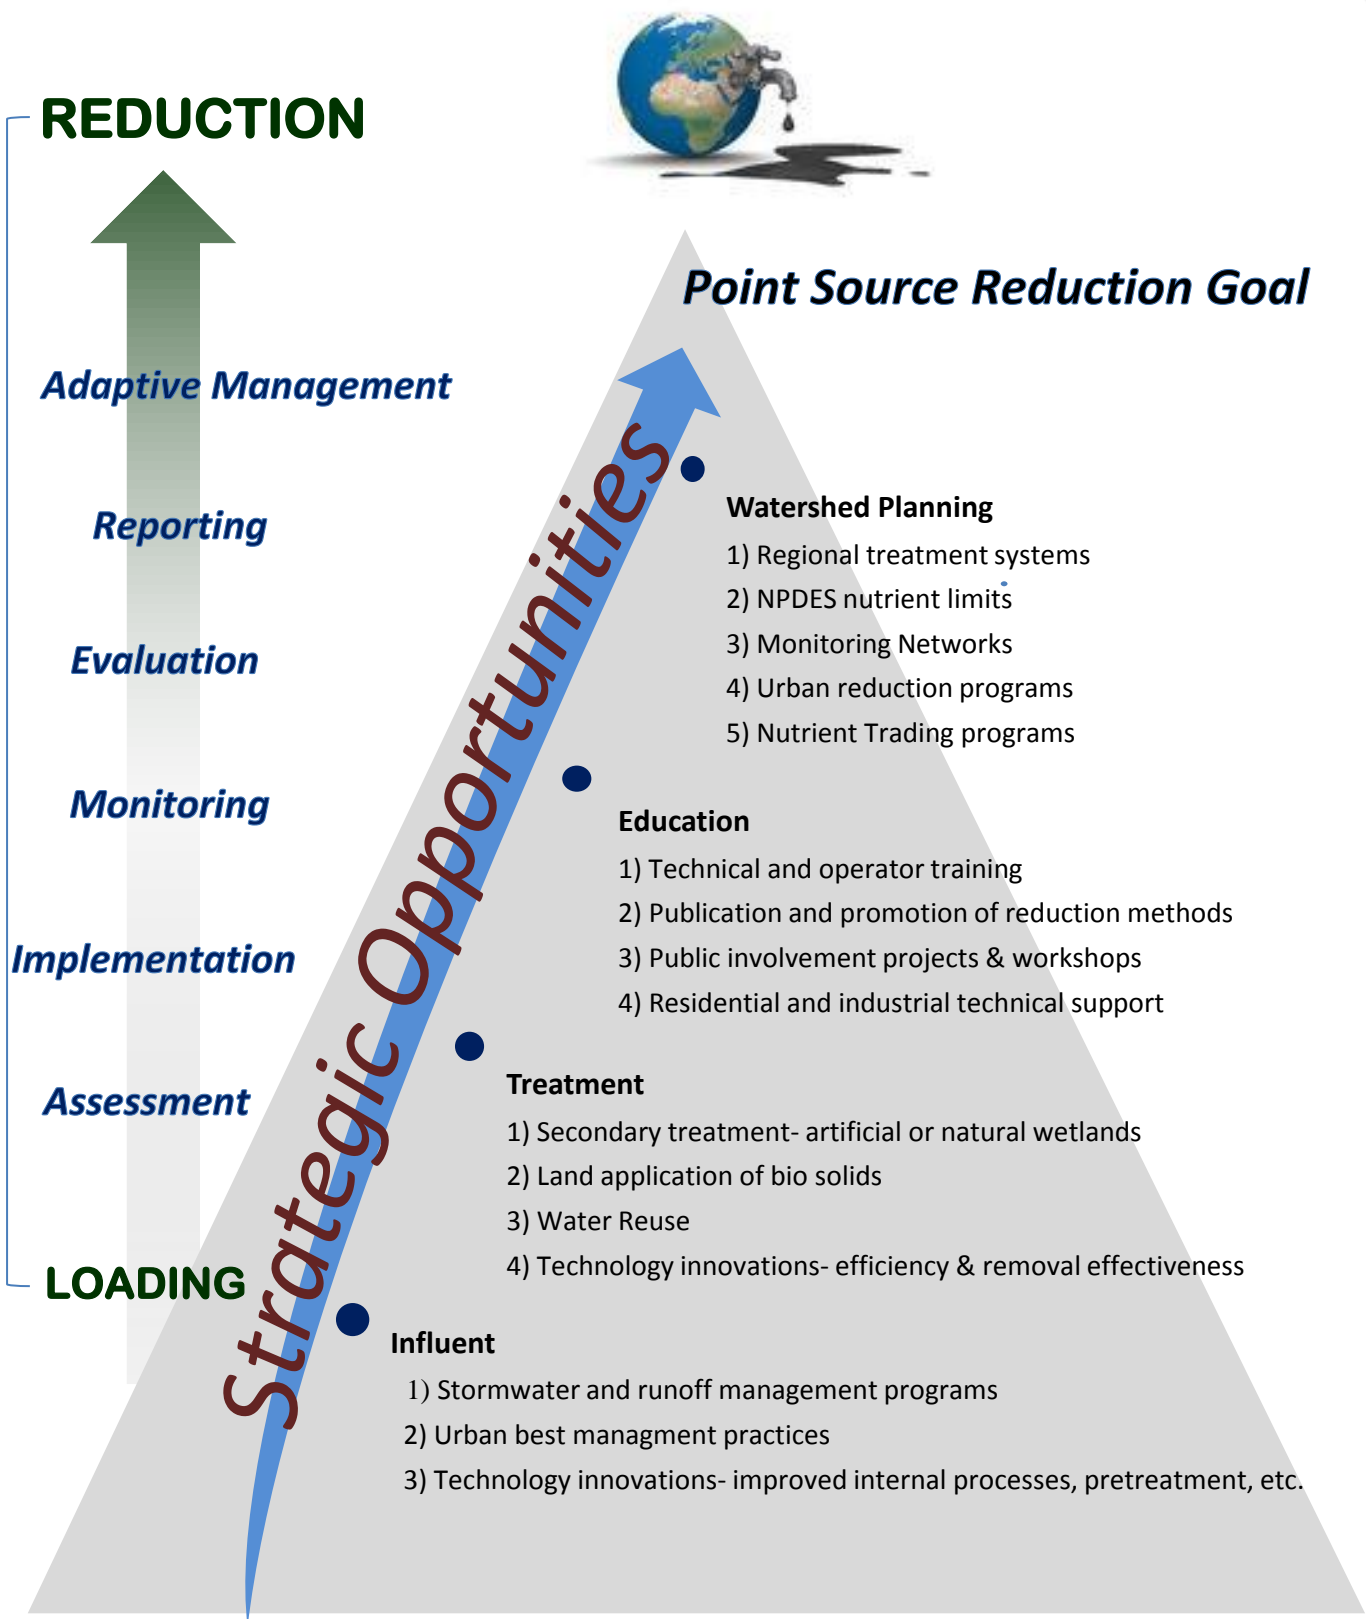 REDUCTION
Point Source Reduction Goal
Adaptive Management
Reporting
Evaluation
Monitoring
Implementation
Assessment
LOADING
Strategic Opportunities
Watershed Planning
1) Regional treatment systems
2) NPDES nutrient limits
3) Monitoring Networks
4) Urban reduction programs
5) Nutrient Trading programs
Education
1) Technical and operator training
2) Publication and promotion of reduction methods
3) Public involvement projects & workshops
4) Residential and industrial technical support
Treatment
1) Secondary treatment- artificial or natural wetlands
2) Land application of bio solids
3) Water Reuse
4) Technology innovations- efficiency & removal effectiveness
Influent
1) Stormwater and runoff management programs
2) Urban best managment practices
3) Technology innovations- improved internal processes, pretreatment, etc.